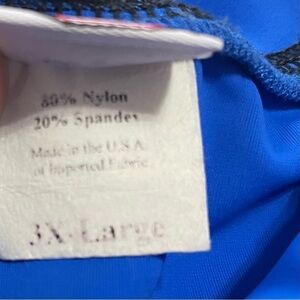 80% Nylon
20% Spandex
Made in the U.S.A.
of Imported Fabric
3X-Large